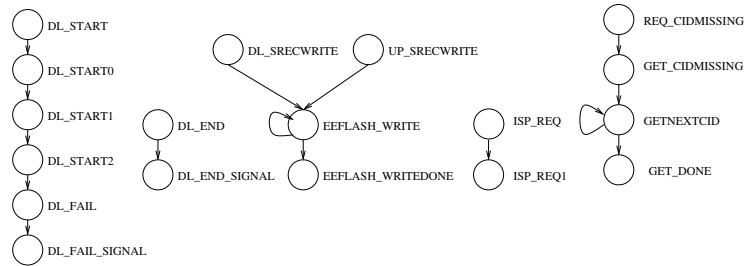 DL_START
DL_START0
DL_START1
DL_START2
DL_FAIL
DL_FAIL_SIGNAL
DL_END
DL_END_SIGNAL
DL_SRECWRITE
UP_SRECWRITE
EEFLASH_WRITE
EEFLASH_WRITEDONE
ISP_REQ
ISP_REQ1
REQ_CIDMISSING
GET_CIDMISSING
GETNEXTCID
GET_DONE